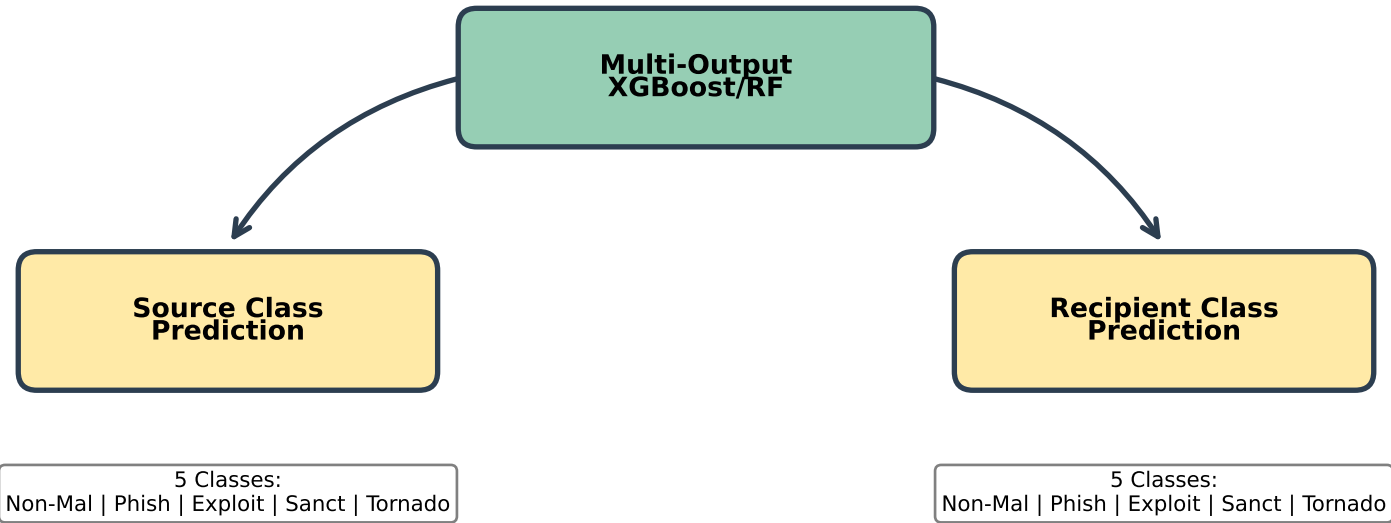 Multi-Output
XGBoost/RF
Source Class
Prediction
Recipient Class
Prediction
5 Classes:
Non-Mal | Phish | Exploit | Sanct | Tornado
5 Classes:
Non-Mal | Phish | Exploit | Sanct | Tornado